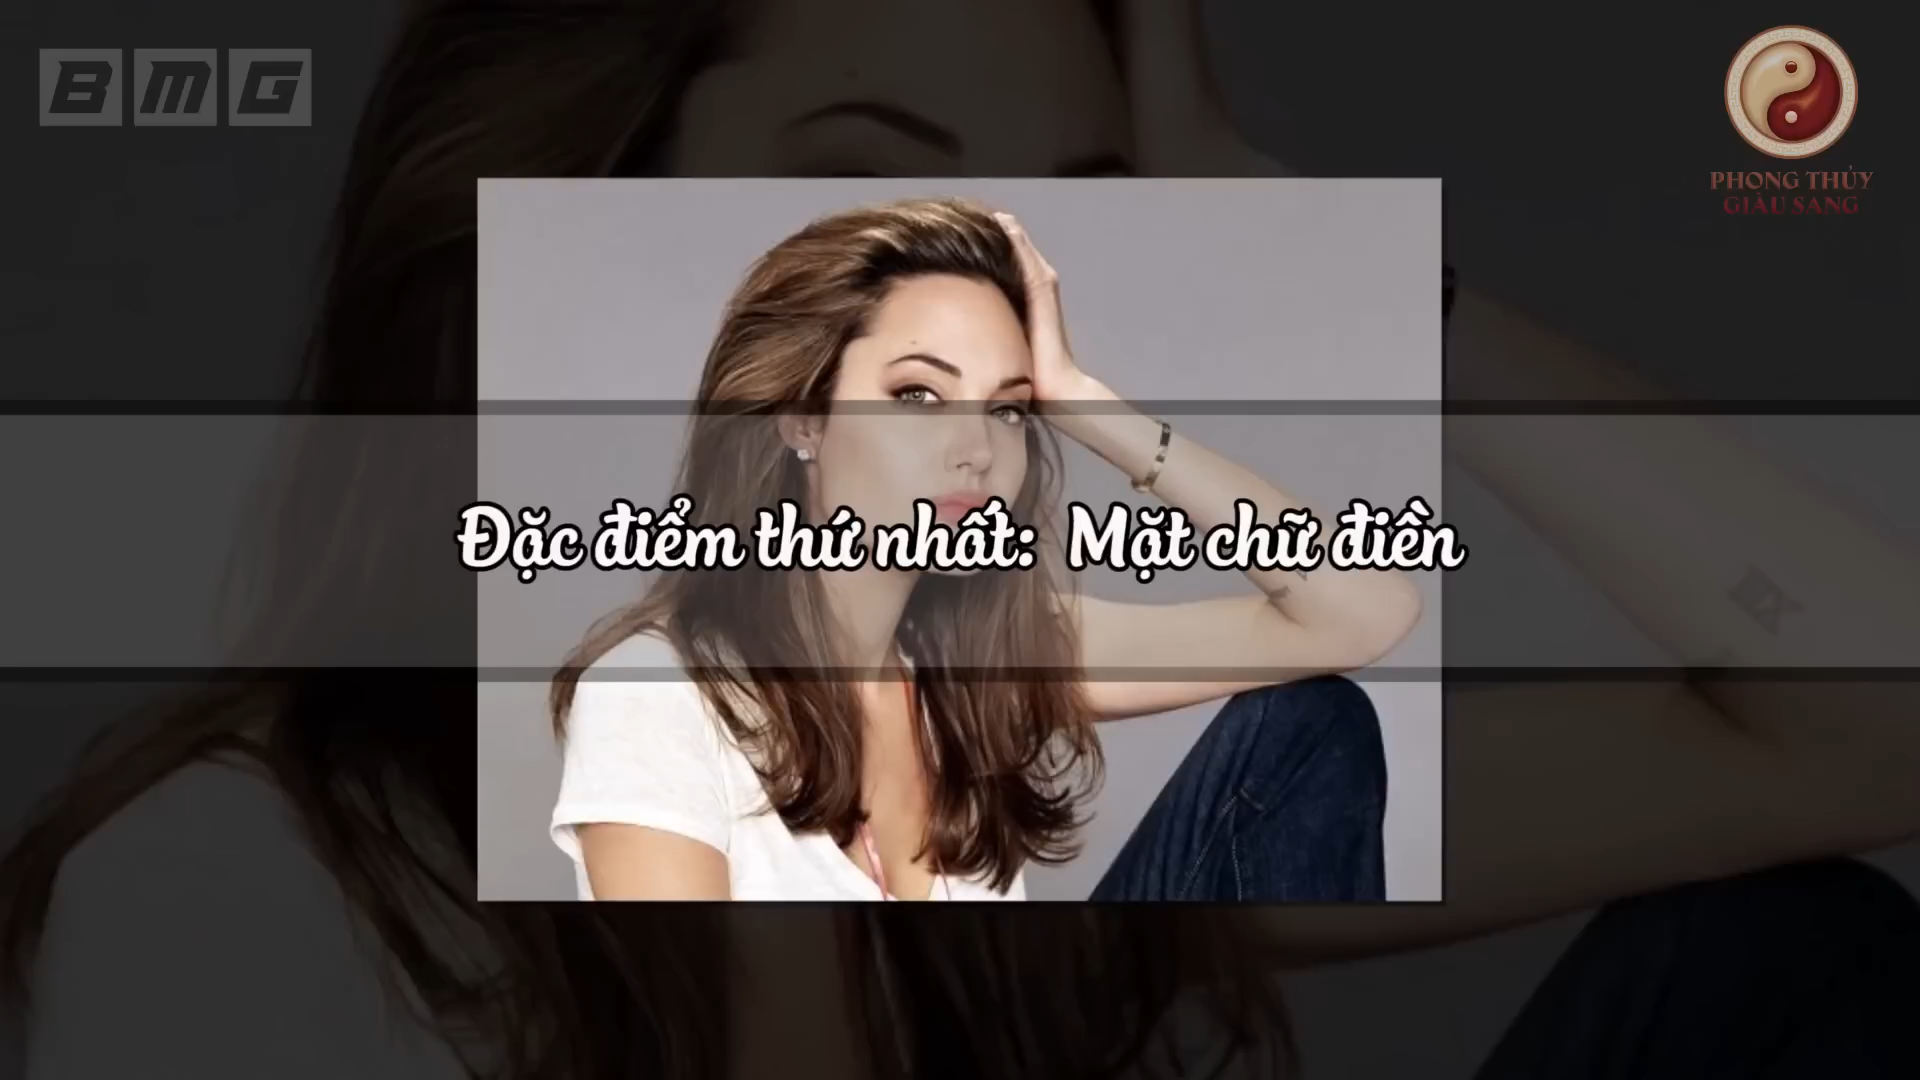 BMG
PHONG THỦY
GIÀU SANG
Đặc điểm thứ nhất: Mặt chữ điền